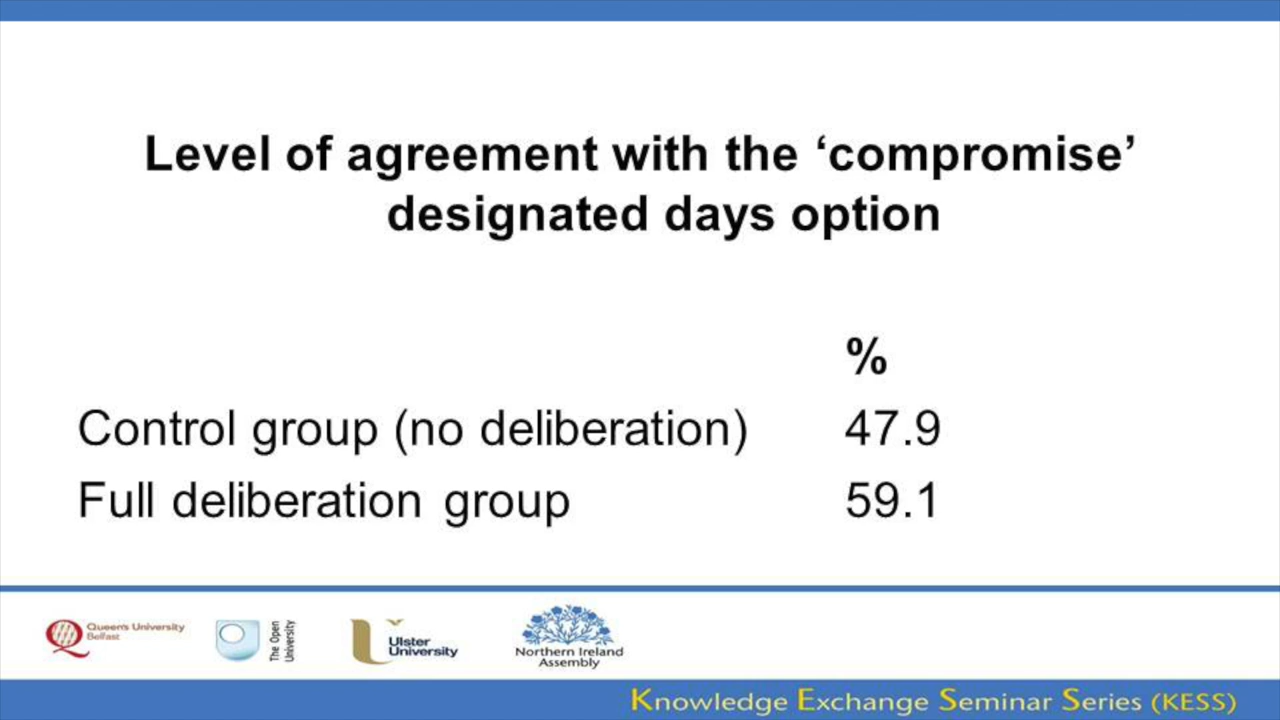 Level of agreement with the ‘compromise’
designated days option
%
Control group (no deliberation) 47.9
Full deliberation group 59.1
Queen's University
Belfast
The Open
University
Ulster
University
Northern Ireland
Assembly
Knowledge Exchange Seminar Series (KESS)